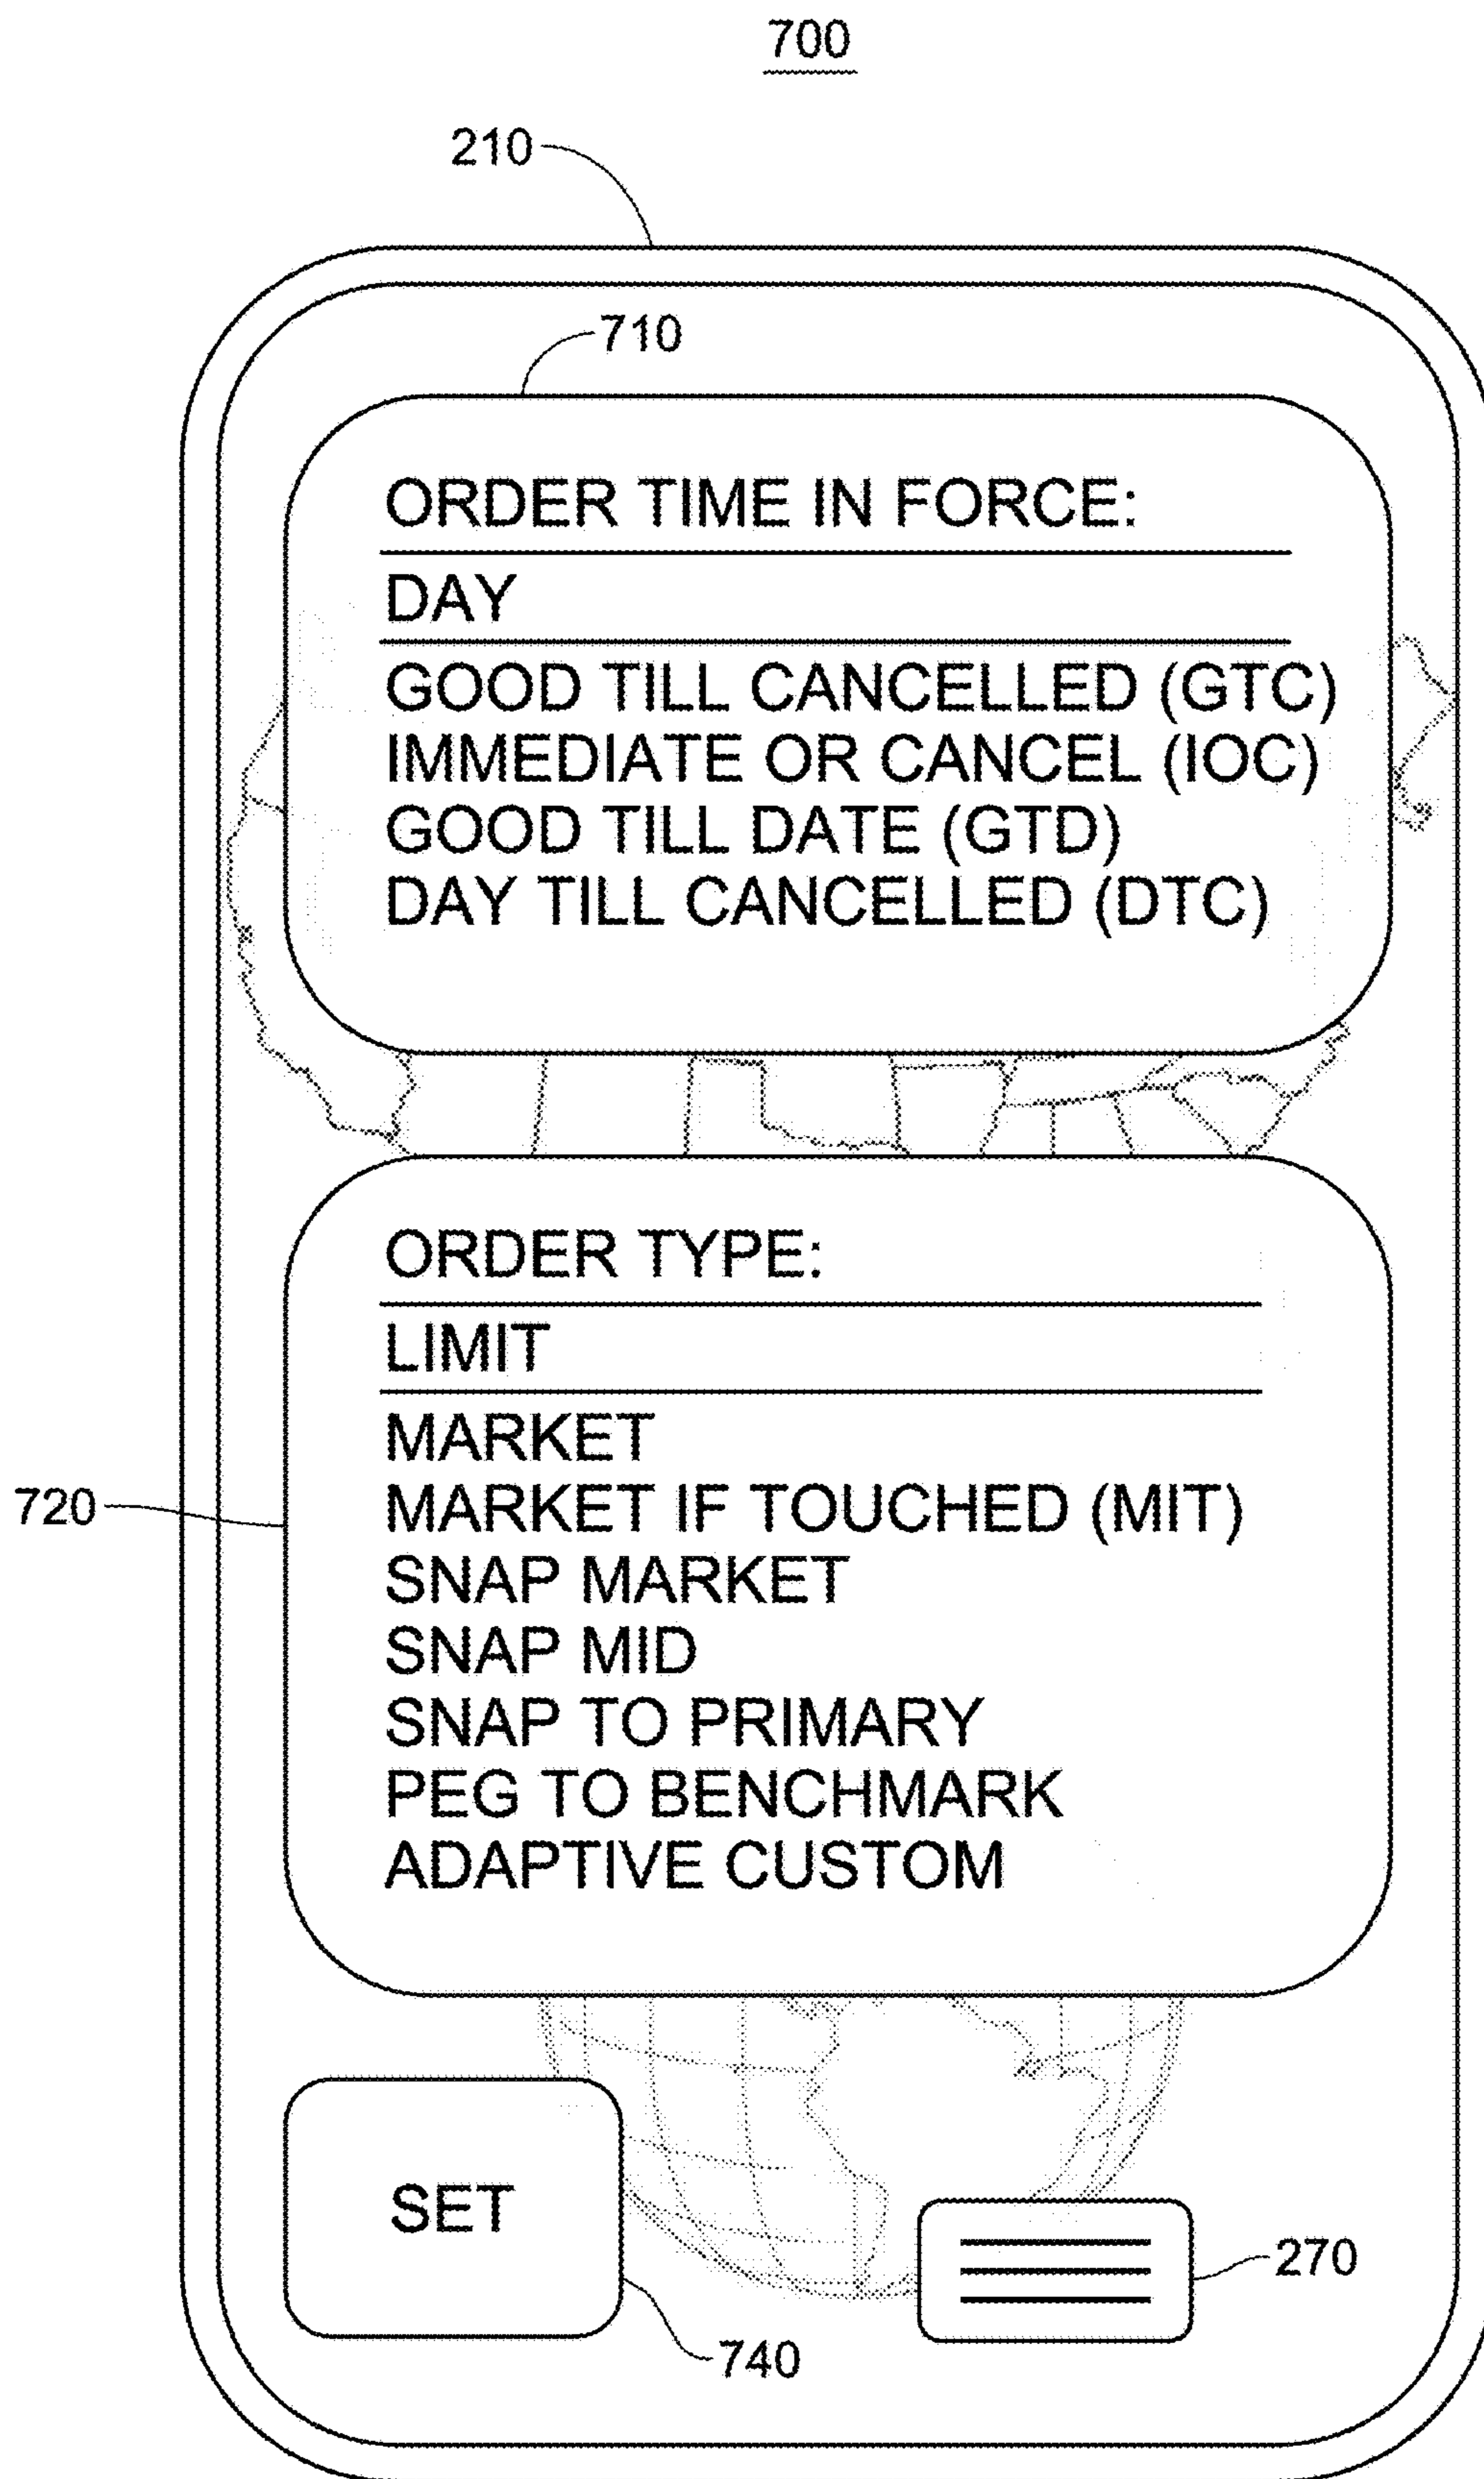 700
210
710
ORDER TIME IN FORCE:
DAY
GOOD TILL CANCELLED (GTC)
IMMEDIATE OR CANCEL (IOC)
GOOD TILL DATE (GTD)
DAY TILL CANCELLED (DTC)
ORDER TYPE:
LIMIT
MARKET
720
MARKET IF TOUCHED (MIT)
SNAP MARKET
SNAP MID
SNAP TO PRIMARY
PEG TO BENCHMARK
ADAPTIVE CUSTOM
SET
270
740